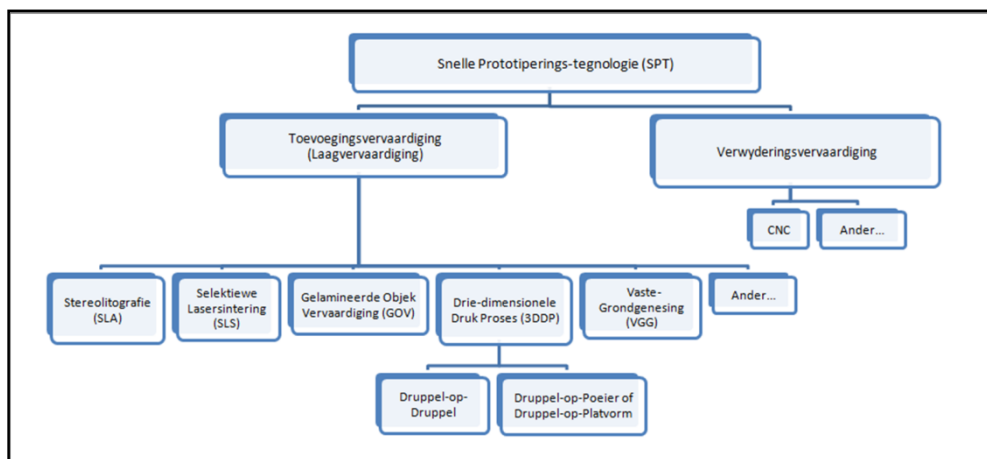 Snelle Prototiperings-tegnologie (SPT)
Toevoegingsvervaardiging
(Laagvervaardiging)
Verwyderingsvervaardiging
CNC
Ander...
Stereolitografie
(SLA)
Selektiewe
Lasersintering
(SLS)
Gelamineerde Objek
Vervaardiging (GOV)
Drie-dimensionele
Druk Proses (3DDP)
Vaste-
Grondgenesing
(VGG)
Ander...
Druppel-op-
Druppel
Druppel-op-Poeier of
Druppel-op-Platvorm